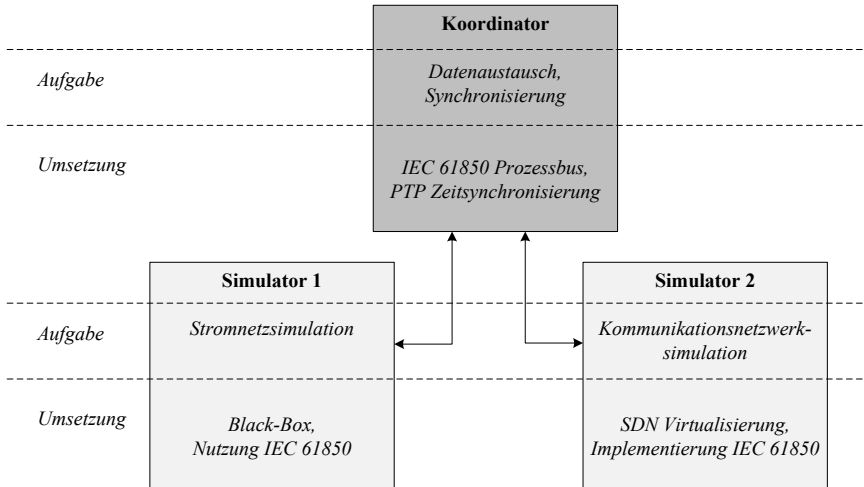 Koordinator
Aufgabe
Datenaustausch,
Synchronisierung
Umsetzung
IEC 61850 Prozessbus,
PTP Zeitsynchronisierung
Simulator 1
Simulator 2
Aufgabe
Stromnetzsimulation
Kommunikationsnetzwerk-
simulation
Umsetzung
Black-Box,
Nutzung IEC 61850
SDN Virtualisierung,
Implementierung IEC 61850